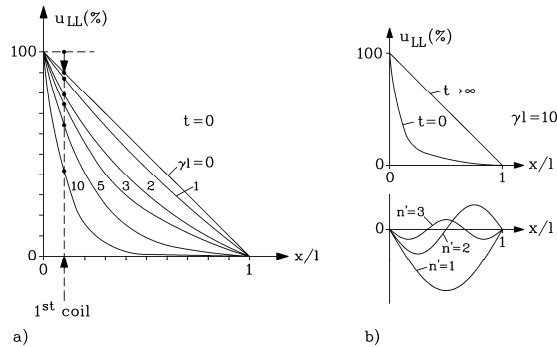 u_LL(%)
100
t=0
γl=0
10
5
3
2
1
0
0
1
x/l
1st coil
a)
u_LL(%)
100
t→∞
t=0
γl=10
0
0
1
x/l
n'=3
0
1
x/l
n'=2
n'=1
b)